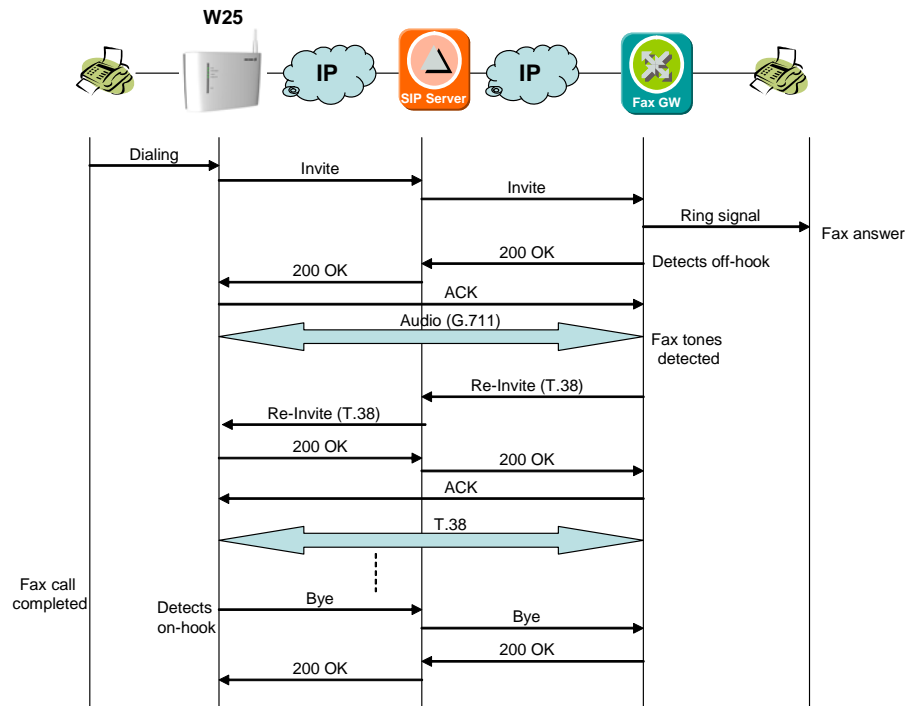 W25
IP
SIP Server
IP
Fax GW
Dialing
Invite
Invite
Ring signal
Fax answer
200 OK
Detects off-hook
200 OK
ACK
Audio (G.711)
Fax tones
detected
Re-Invite (T.38)
Re-Invite (T.38)
200 OK
200 OK
ACK
T.38
Fax call
completed
Detects
on-hook
Bye
Bye
200 OK
200 OK